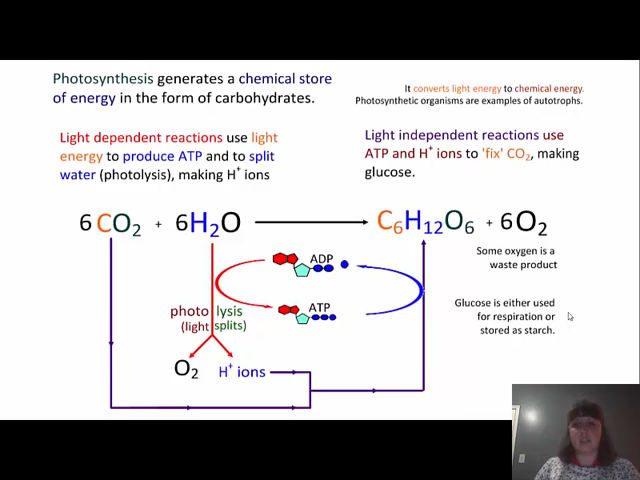 Photosynthesis generates a chemical store
of energy in the form of carbohydrates.
It converts light energy to chemical energy.
Photosynthetic organisms are examples of autotrophs.
Light dependent reactions use light
energy to produce ATP and to split
water (photolysis), making H⁺ ions
Light independent reactions use
ATP and H⁺ ions to 'fix' CO₂, making
glucose.
6CO₂ + 6H₂O C₆H₁₂O₆ + 6O₂
Some oxygen is a
waste product
ADP
ATP
Glucose is either used
for respiration or
stored as starch.
photo lysis
(light splits)
O₂ H⁺ ions